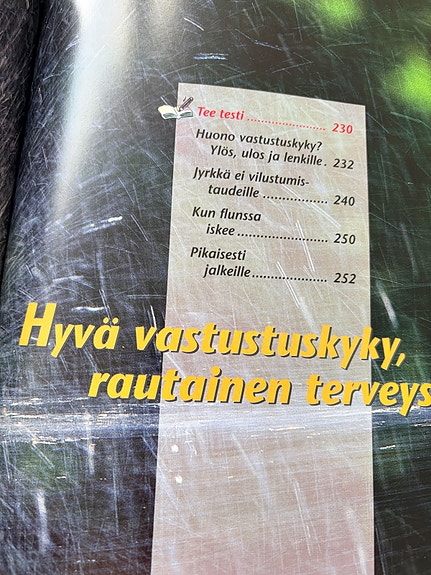 Tee testi ........................ 230
Huono vastustuskyky?
Ylös, ulos ja lenkille . 232
Jyrkkä ei vilustumis-
taudeille .................... 240
Kun flunssa
iskee ........................... 250
Pikaisesti
jalkeille ...................... 252
Hyvä vastustuskyky,
rautainen terveys